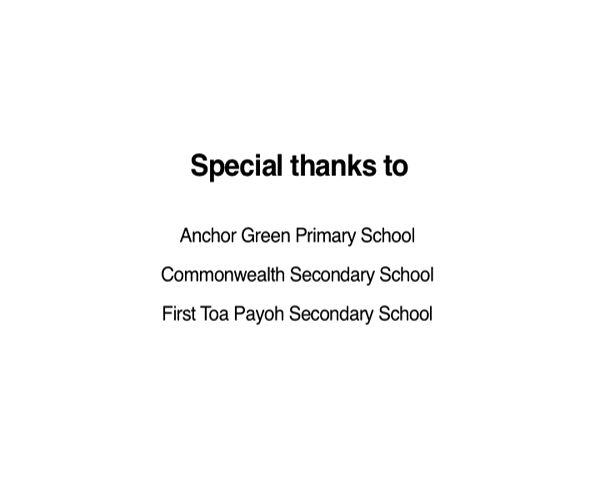 Special thanks to
Anchor Green Primary School
Commonwealth Secondary School
First Toa Payoh Secondary School